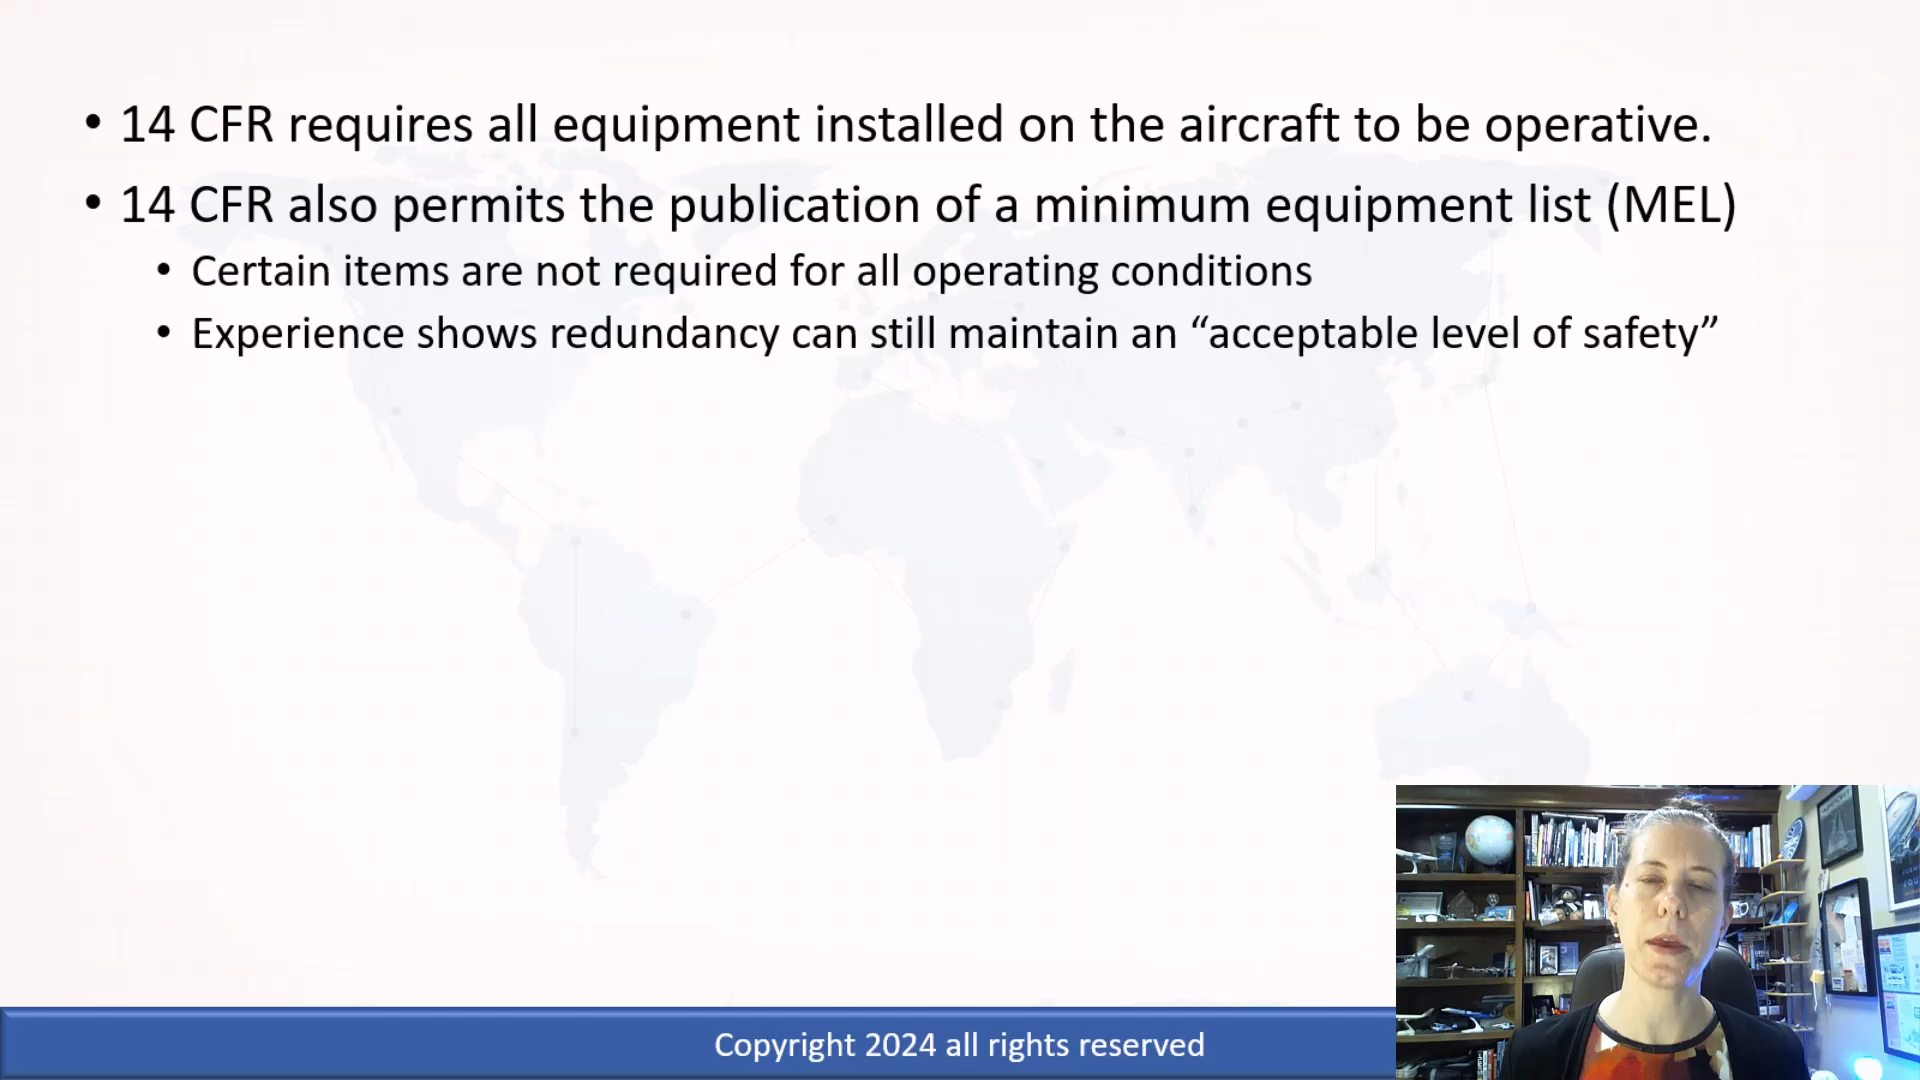 • 14 CFR requires all equipment installed on the aircraft to be operative.
• 14 CFR also permits the publication of a minimum equipment list (MEL)
• Certain items are not required for all operating conditions
• Experience shows redundancy can still maintain an “acceptable level of safety”
Copyright 2024 all rights reserved